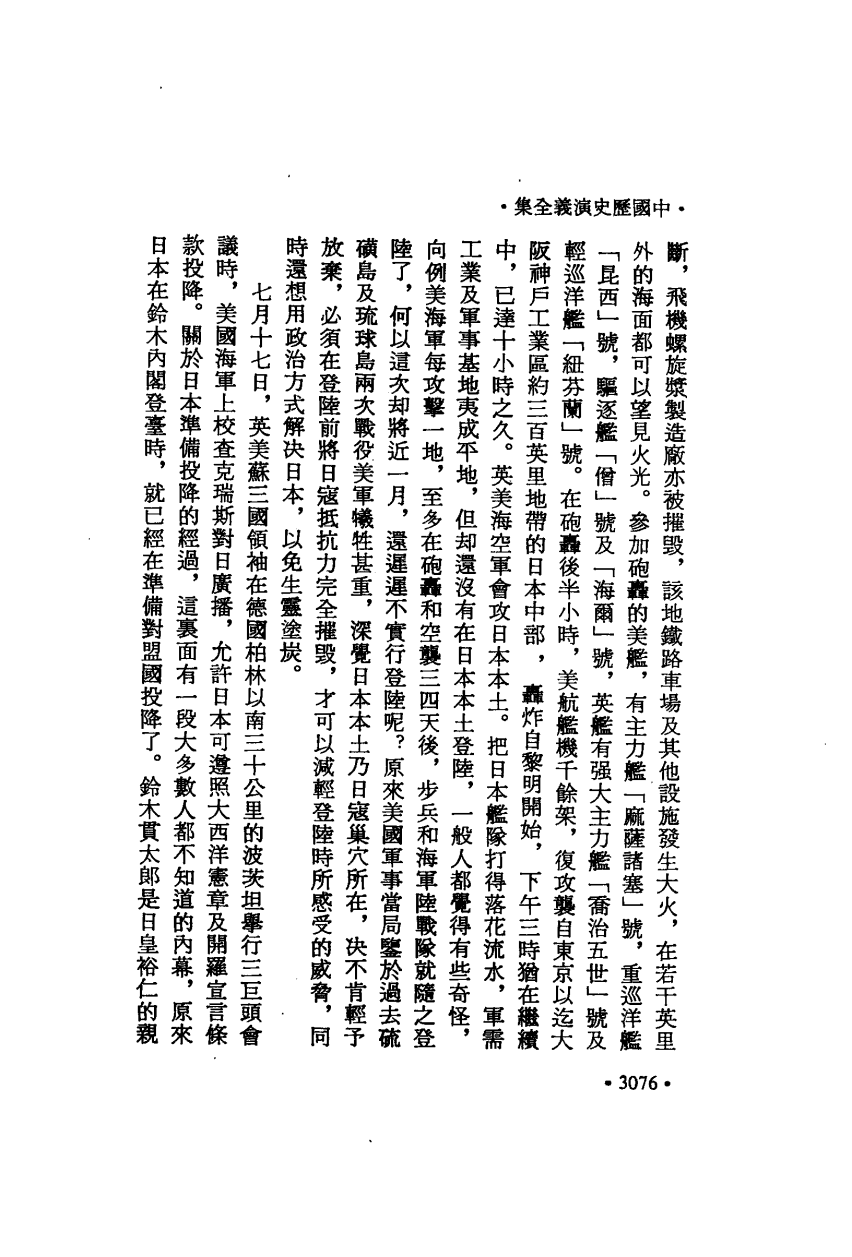 ·中國歷史演義全集·
斷，飛機螺旋槳製造廠亦被摧毀，該地鐵路車場及其他設施發生大火，在若干英里
外的海面都可以望見火光。參加砲轟的美艦，有主力艦「麻薩諸塞」號，重巡洋艦
「昆西」號，驅逐艦「僧」號及「海爾」號，英艦有强大主力艦「喬治五世」號及
輕巡洋艦「紐芬蘭」號。在砲轟後半小時，美航艦機千餘架，復攻襲自東京以迄大
阪神戶工業區約三百英里地帶的日本中部，轟炸自黎明開始，下午三時猶在繼續
中，已達十小時之久。英美海空軍會攻日本本土。把日本艦隊打得落花流水，軍需
工業及軍事基地夷成平地，但却還沒有在日本本土登陸，一般人都覺得有些奇怪，
向例美海軍每攻擊一地，至多在砲轟和空襲三四天後，步兵和海軍陸戰隊就隨之登
陸了，何以這次却將近一月，還遲遲不實行登陸呢？原來美國軍事當局鑒於過去硫
磺島及琉球島兩次戰役美軍犧牲甚重，深覺日本本土乃日寇巢穴所在，決不肯輕予
放棄，必須在登陸前將日寇抵抗力完全摧毀，才可以減輕登陸時所感受的威脅，同
時還想用政治方式解決日本，以免生靈塗炭。
七月十七日，英美蘇三國領袖在德國柏林以南三十公里的波茨坦舉行三巨頭會
議時，美國海軍上校查克瑞斯對日廣播，允許日本可遵照大西洋憲章及開羅宣言條
款投降。關於日本準備投降的經過，這裏面有一段大多數人都不知道的內幕，原來
日本在鈴木內閣登臺時，就已經在準備對盟國投降了。鈴木貫太郎是日皇裕仁的親
·3076·